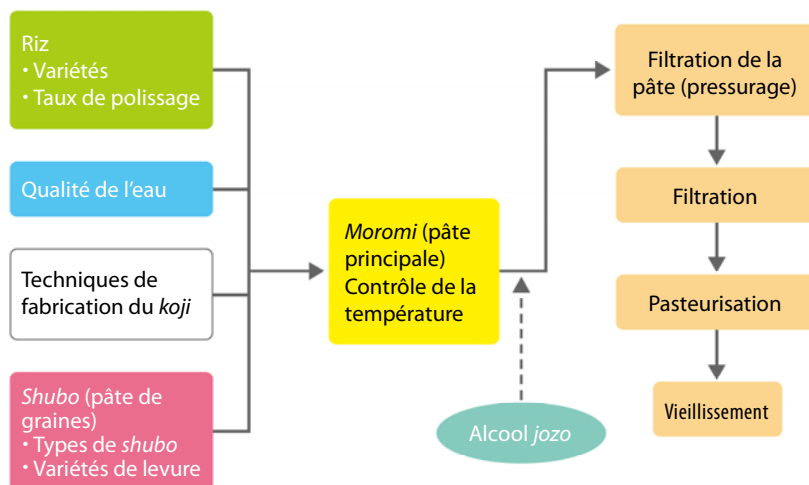 Riz
• Variétés
• Taux de polissage
Qualité de l'eau
Techniques de
fabrication du koji
Shubo (pâte de
graines)
• Types de shubo
• Variétés de levure
Moromi (pâte
principale)
Contrôle de la
température
Alcool jozo
Filtration de la
pâte (pressurage)
Filtration
Pasteurisation
Vieillissement